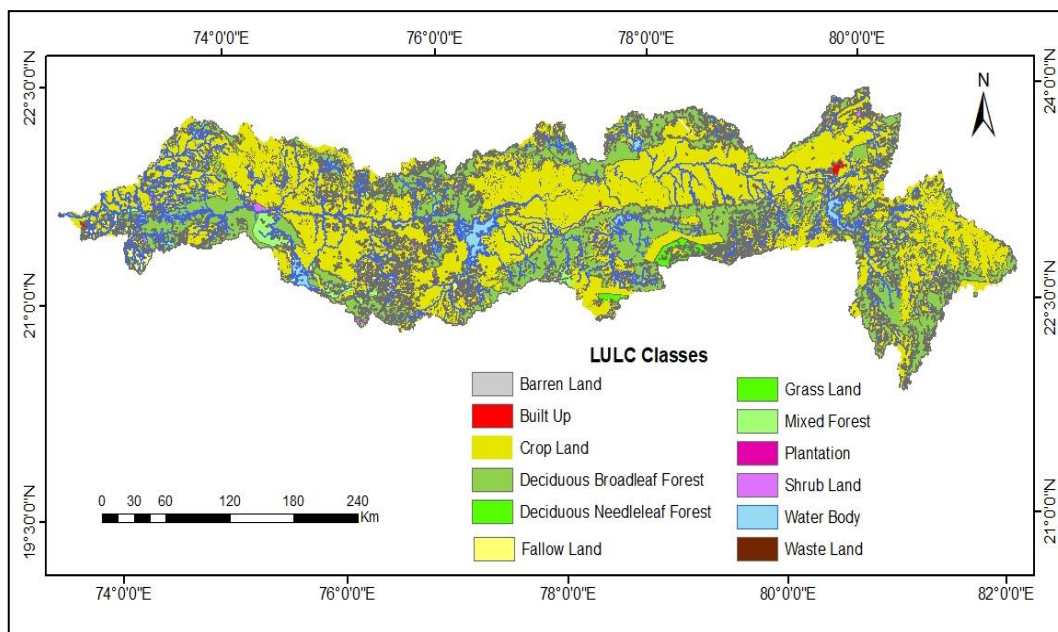 74°0'0"E 76°0'0"E 78°0'0"E 80°0'0"E
22°30'0"N
24°0'0"N
N
21°0'0"N
22°30'0"N
LULC Classes
Barren Land
Built Up
Crop Land
Deciduous Broadleaf Forest
Deciduous Needleleaf Forest
Fallow Land
Grass Land
Mixed Forest
Plantation
Shrub Land
Water Body
Waste Land
0 30 60 120 180 240
Km
19°30'0"N
21°0'0"N
74°0'0"E 76°0'0"E 78°0'0"E 80°0'0"E 82°0'0"E